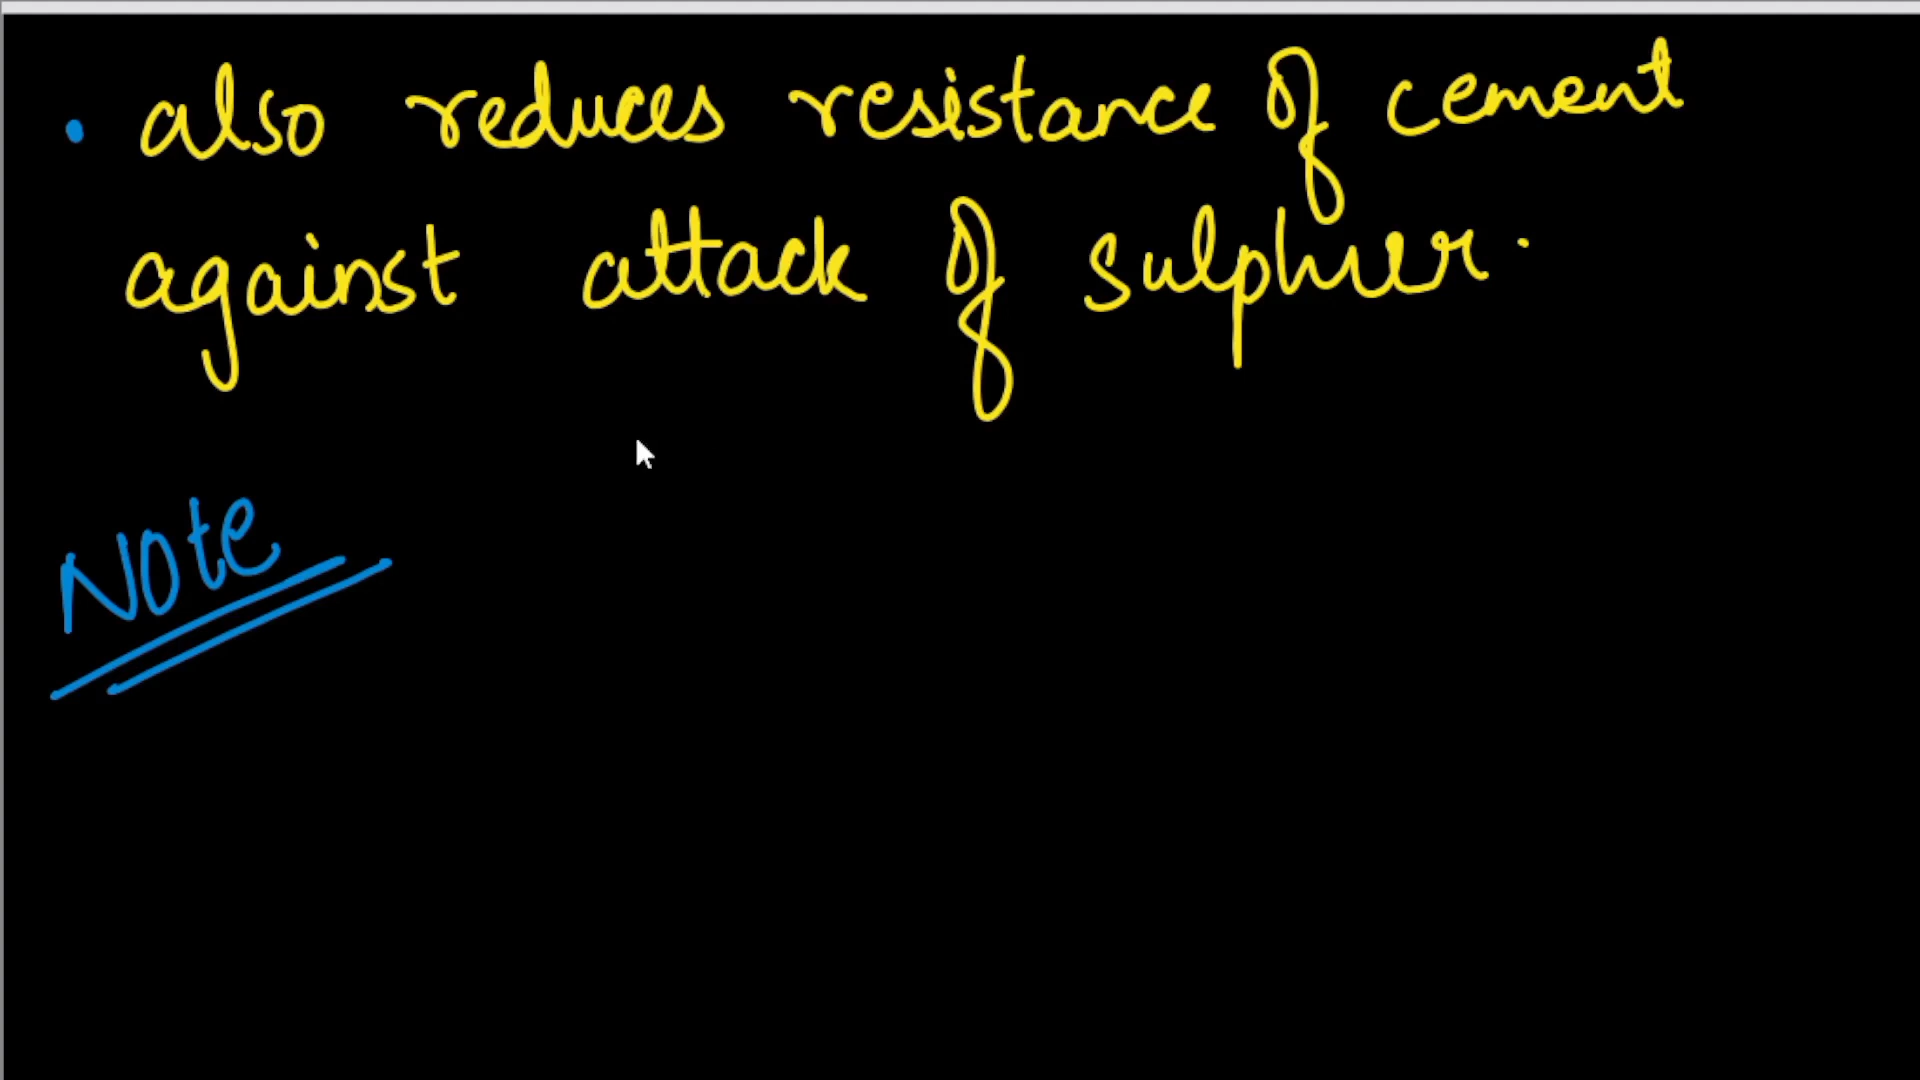 • also reduces resistance of cement
against attack of sulphur.
Note